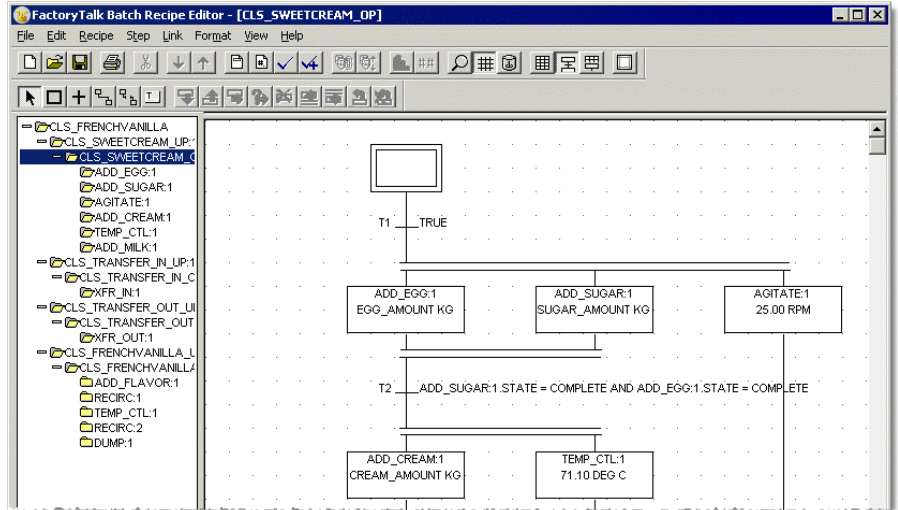 FactoryTalk Batch Recipe Editor - [CLS_SWEETCREAM_OP]
File Edit Recipe Step Link Format View Help
CLS_FRENCHVANILLA
CLS_SWEETCREAM_UP:1
CLS_SWEETCREAM_O
ADD_EGG:1
ADD_SUGAR:1
AGITATE:1
ADD_CREAM:1
TEMP_CTL:1
ADD_MILK:1
CLS_TRANSFER_IN_UP:1
CLS_TRANSFER_IN_O
XFR_IN:1
CLS_TRANSFER_OUT_U
CLS_TRANSFER_OUT
XFR_OUT:1
CLS_FRENCHVANILLA_U
CLS_FRENCHVANILLA
ADD_FLAVOR:1
RECIRC:1
TEMP_CTL:1
RECIRC:2
DUMP:1
T1 TRUE
ADD_EGG:1
EGG_AMOUNT KG
ADD_SUGAR:1
SUGAR_AMOUNT KG
AGITATE:1
25.00 RPM
T2 ADD_SUGAR:1.STATE = COMPLETE AND ADD_EGG:1.STATE = COMPLETE
ADD_CREAM:1
CREAM_AMOUNT KG
TEMP_CTL:1
71.10 DEG C